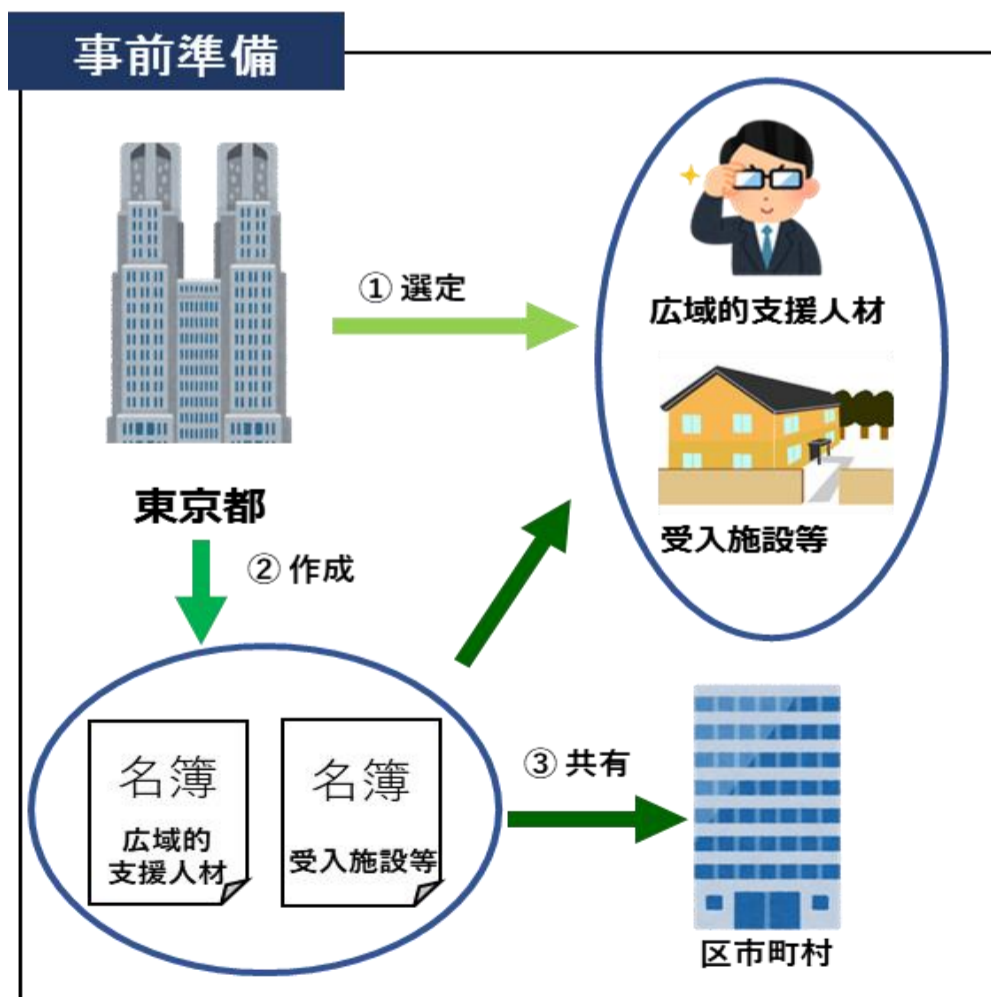 事前準備
① 選定
広域的支援人材
受入施設等
東京都
② 作成
名簿
広域的
支援人材
名簿
受入施設等
③ 共有
区市町村